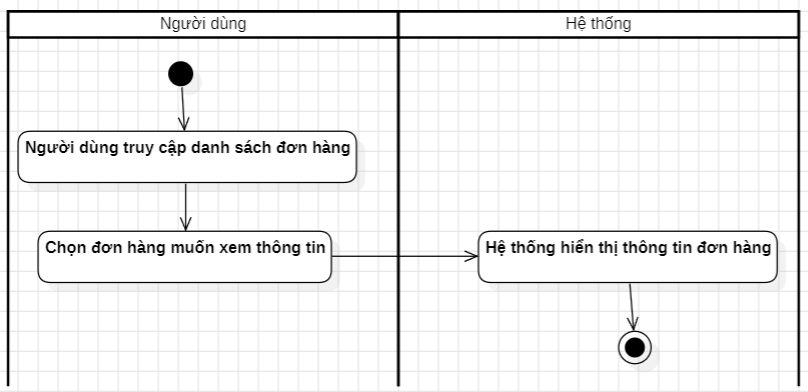 Người dùng
Hệ thống
Người dùng truy cập danh sách đơn hàng
Chọn đơn hàng muốn xem thông tin
Hệ thống hiển thị thông tin đơn hàng